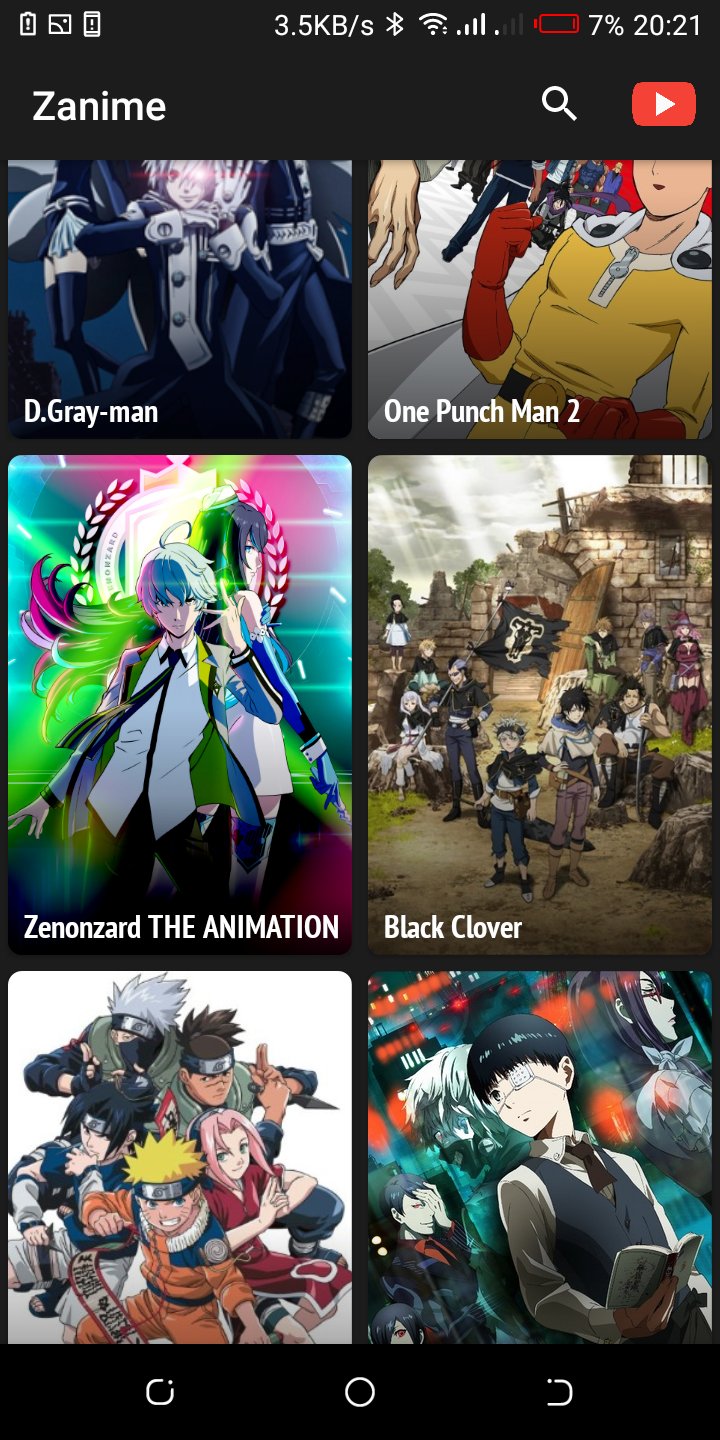 3.5KB/s 7% 20:21
Zanime
D.Gray-man
One Punch Man 2
Zenonzard THE ANIMATION
Black Clover